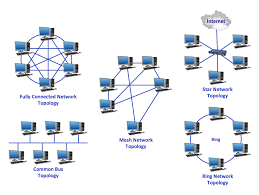 Internet
Fully Connected Network
Topology
Star Network
Topology
Mesh Network
Topology
Common Bus
Topology
Ring
Ring Network
Topology